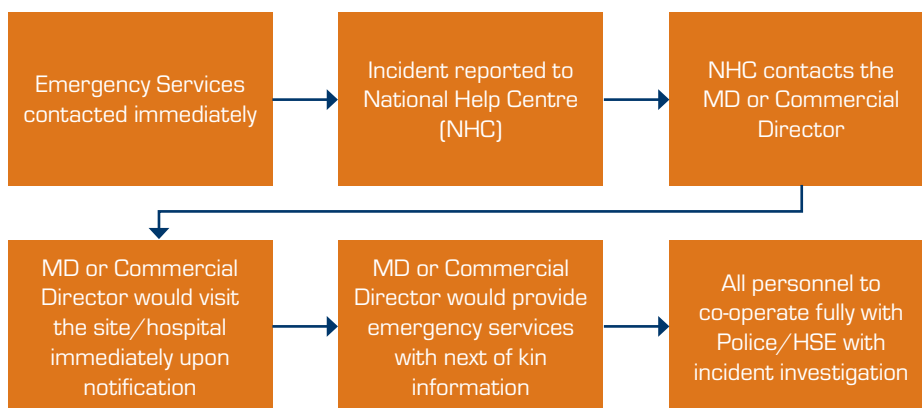 Emergency Services
contacted immediately
Incident reported to
National Help Centre
(NHC)
NHC contacts the
MD or Commercial
Director
MD or Commercial
Director would visit
the site/hospital
immediately upon
notification
MD or Commercial
Director would provide
emergency services
with next of kin
information
All personnel to
co-operate fully with
Police/HSE with
incident investigation